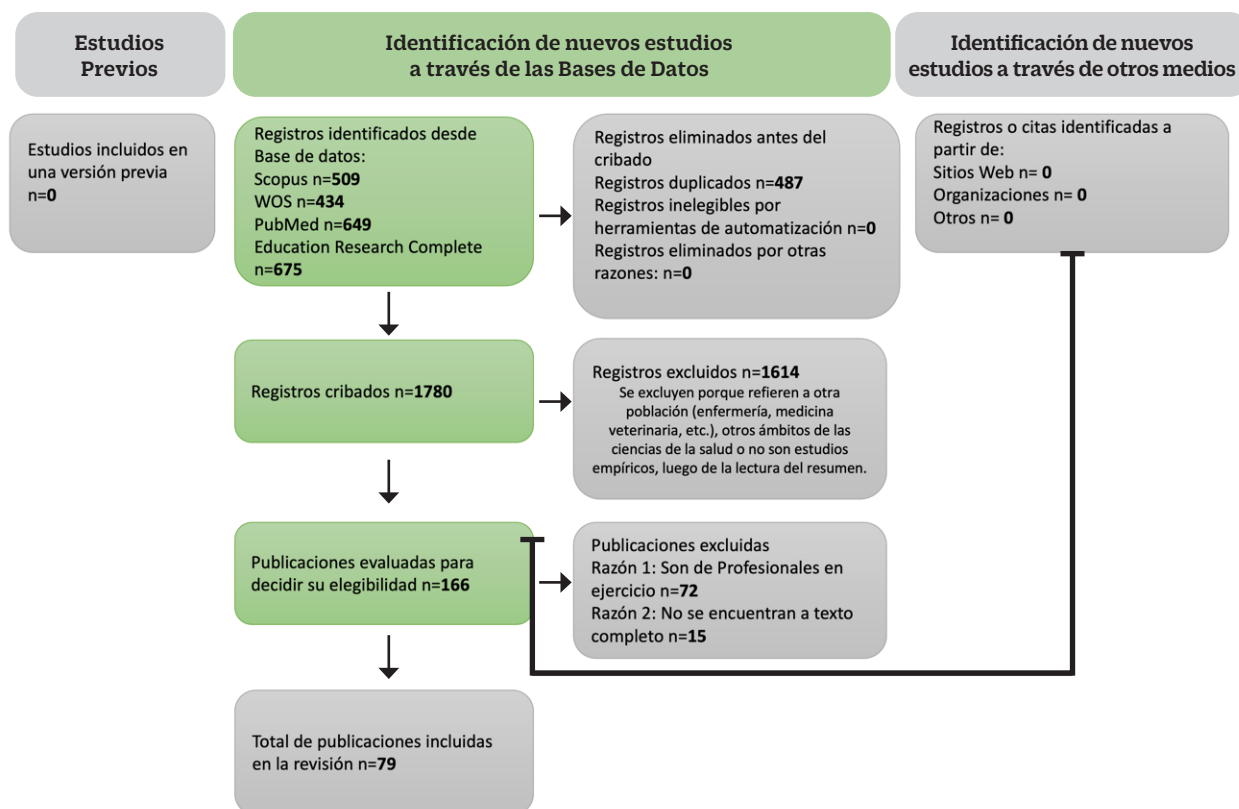 Estudios
Previos
Identificación de nuevos estudios
a través de las Bases de Datos
Identificación de nuevos
estudios a través de otros medios
Estudios incluidos en
una versión previa
n=0
Registros identificados desde
Base de datos:
Scopus n=509
WOS n=434
PubMed n=649
Education Research Complete
n=675
Registros eliminados antes del
cribado
Registros duplicados n=487
Registros inelegibles por
herramientas de automatización n=0
Registros eliminados por otras
razones: n=0
Registros o citas identificadas a
partir de:
Sitios Web n= 0
Organizaciones n= 0
Otros n= 0
Registros cribados n=1780
Registros excluidos n=1614
Se excluyen porque refieren a otra
población (enfermería, medicina
veterinaria, etc.), otros ámbitos de las
ciencias de la salud o no son estudios
empíricos, luego de la lectura del resumen.
Publicaciones evaluadas para
decidir su elegibilidad n=166
Publicaciones excluidas
Razón 1: Son de Profesionales en
ejercicio n=72
Razón 2: No se encuentran a texto
completo n=15
Total de publicaciones incluidas
en la revisión n=79